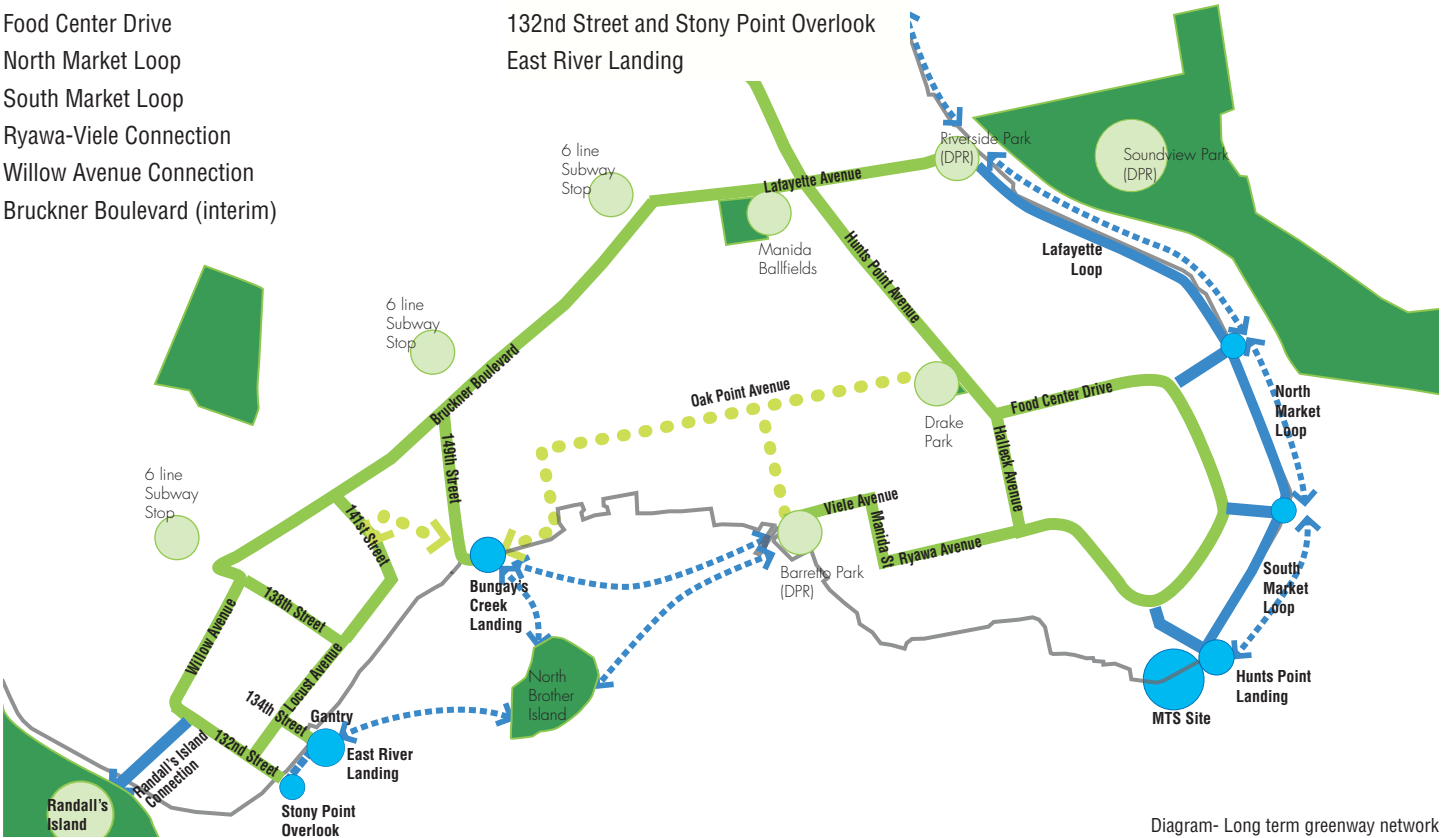 Food Center Drive
North Market Loop
South Market Loop
Ryawa-Viele Connection
Willow Avenue Connection
Bruckner Boulevard (interim)
132nd Street and Stony Point Overlook
East River Landing
6 line
Subway
Stop
Lafayette Avenue
Riverside Park
(DPR)
Soundview Park
(DPR)
Manida
Ballfields
Hunts Point Avenue
Lafayette
Loop
6 line
Subway
Stop
Bruckner Boulevard
Oak Point Avenue
Drake
Park
Food Center Drive
North
Market
Loop
149th Street
Halleck Avenue
6 line
Subway
Stop
141st Street
Viele Avenue
Manida St
Ryawa Avenue
Barretto Park
(DPR)
Bungay's
Creek
Landing
South
Market
Loop
138th Street
Willow Avenue
Locust Avenue
North
Brother
Island
Hunts Point
Landing
MTS Site
134th Street
Gantry
132nd Street
East River
Landing
Randall's Island
Connection
Randall's
Island
Stony Point
Overlook
Diagram- Long term greenway network